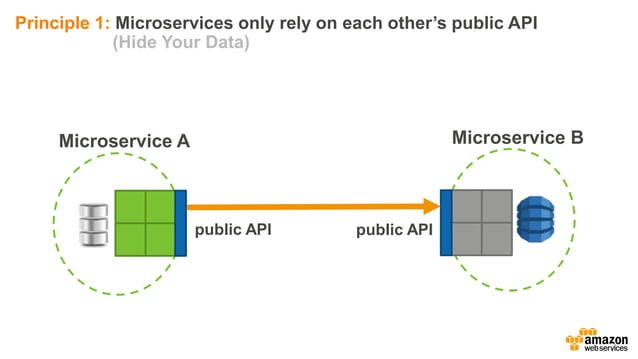 Principle 1: Microservices only rely on each other’s public API
(Hide Your Data)
Microservice A
Microservice B
public API
public API
amazon
web services